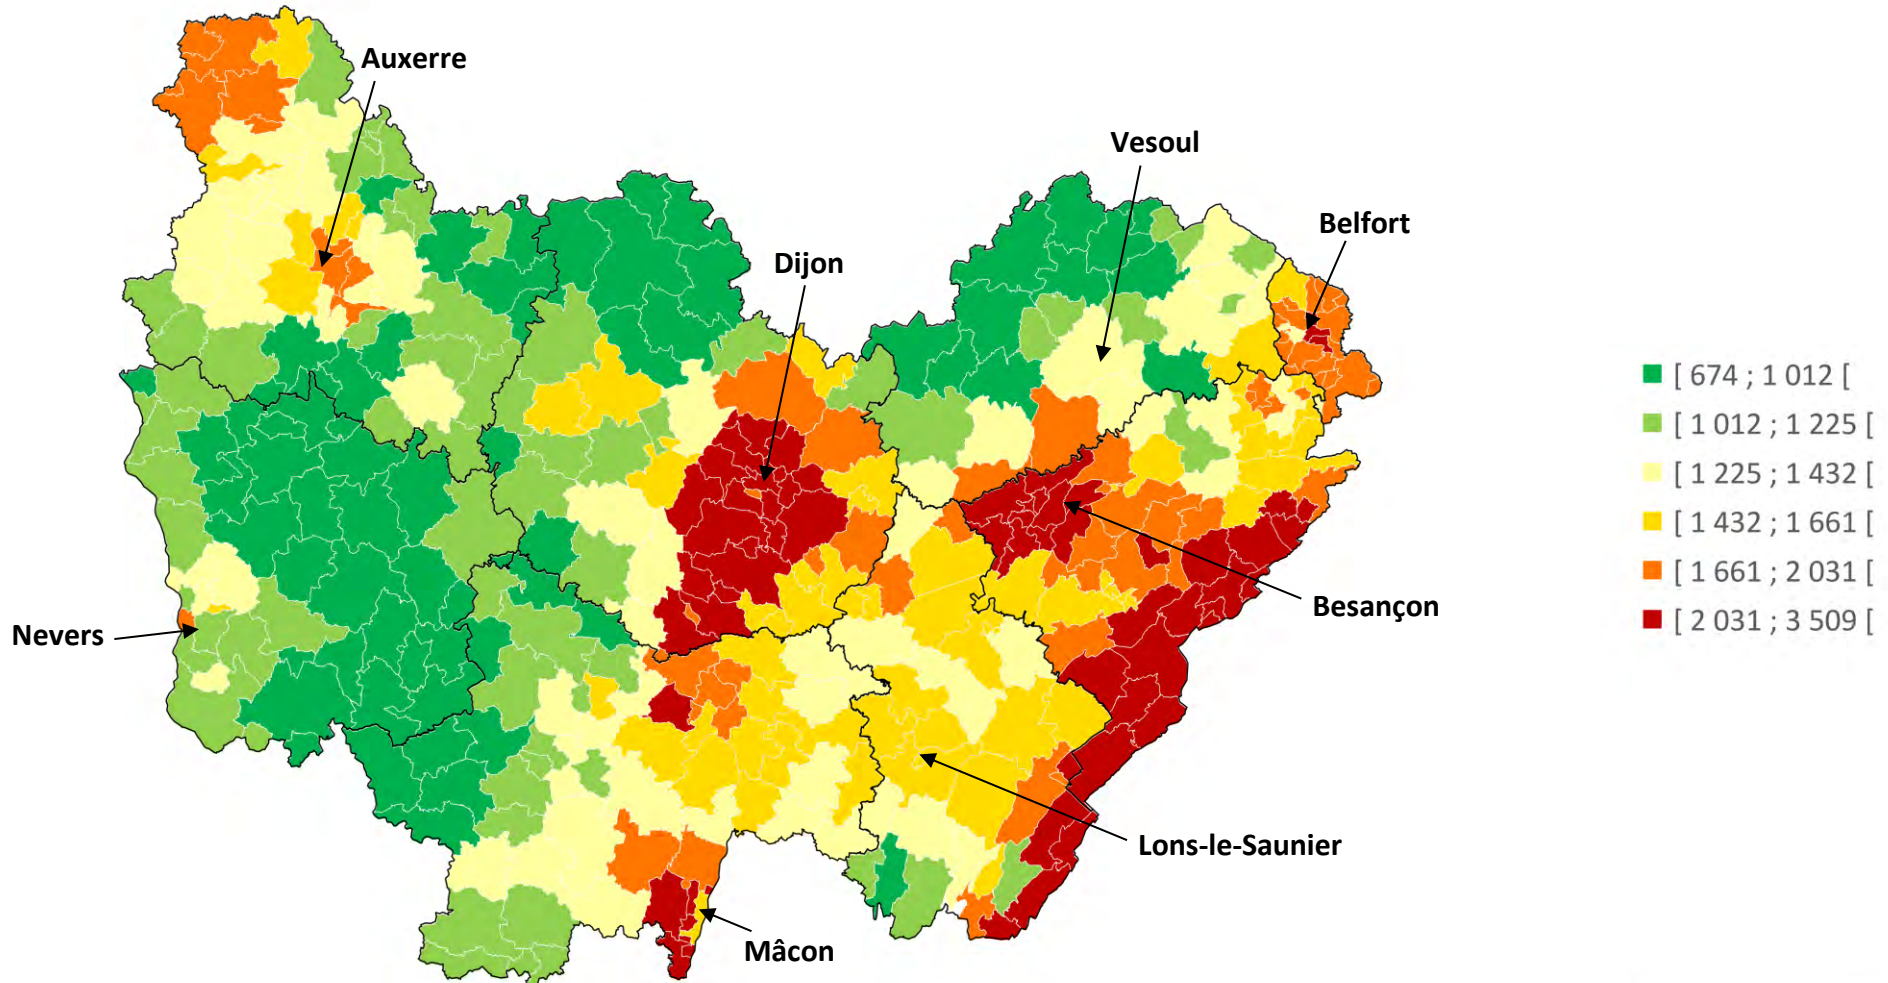 Auxerre
Vesoul
Belfort
Dijon
[ 674 ; 1 012 [
[ 1 012 ; 1 225 [
[ 1 225 ; 1 432 [
[ 1 432 ; 1 661 [
[ 1 661 ; 2 031 [
[ 2 031 ; 3 509 [
Besançon
Nevers
Lons-le-Saunier
Mâcon